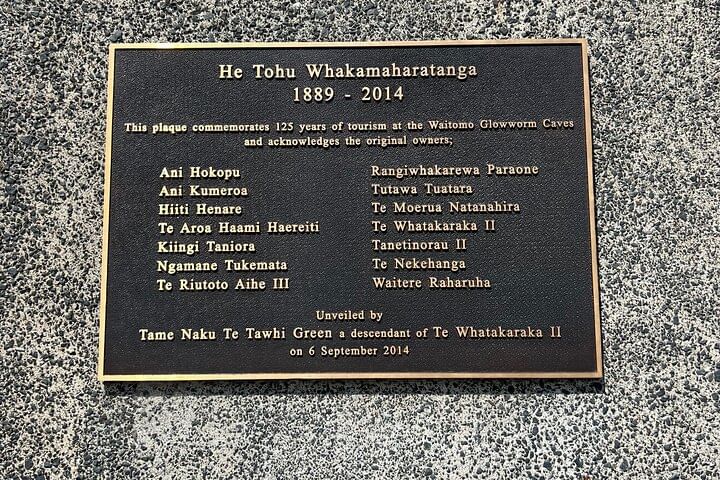 He Tohu Whakamaharatanga
1889 - 2014
This plaque commemorates 125 years of tourism at the Waitomo Glowworm Caves
and acknowledges the original owners;
Ani Hokopu
Ani Kumeroa
Hiiti Henare
Te Aroa Haami Haereiti
Kiingi Taniora
Ngamane Tukemata
Te Riutoto Aihe III
Rangiwhakarewa Paraone
Tutawa Tuatara
Te Moerua Natanahira
Te Whatakaraka II
Tanetinorau II
Te Nekehanga
Waitere Raharuha
Unveiled by
Tame Naku Te Tawhi Green a descendant of Te Whatakaraka II
on 6 September 2014